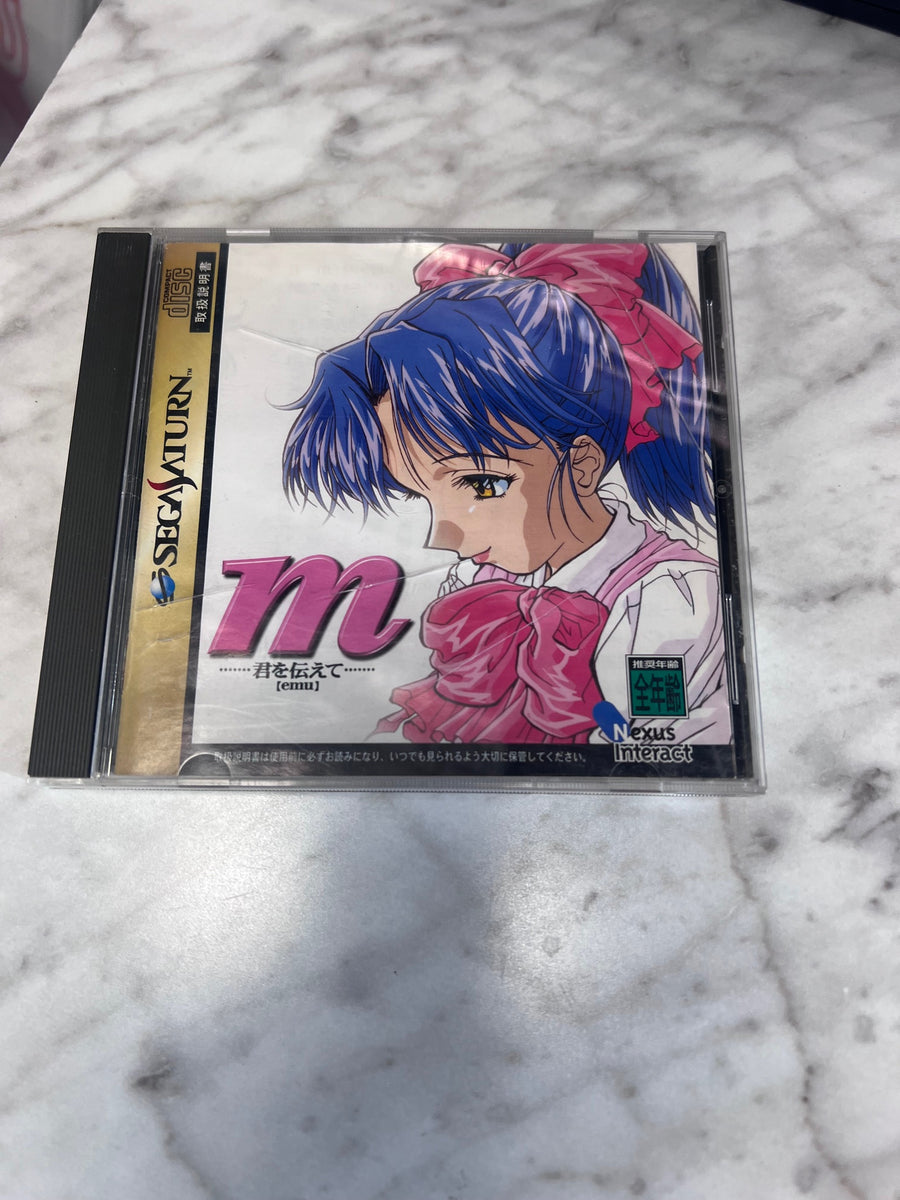 COMPACT
disc
取扱説明書
SEGA SATURN™
m
·······君を伝えて·······
【emu】
推奨年齢
全年齢
Nexus
Interact
取扱説明書は使用前に必ずお読みになり、いつでも見られるよう大切に保管してください。